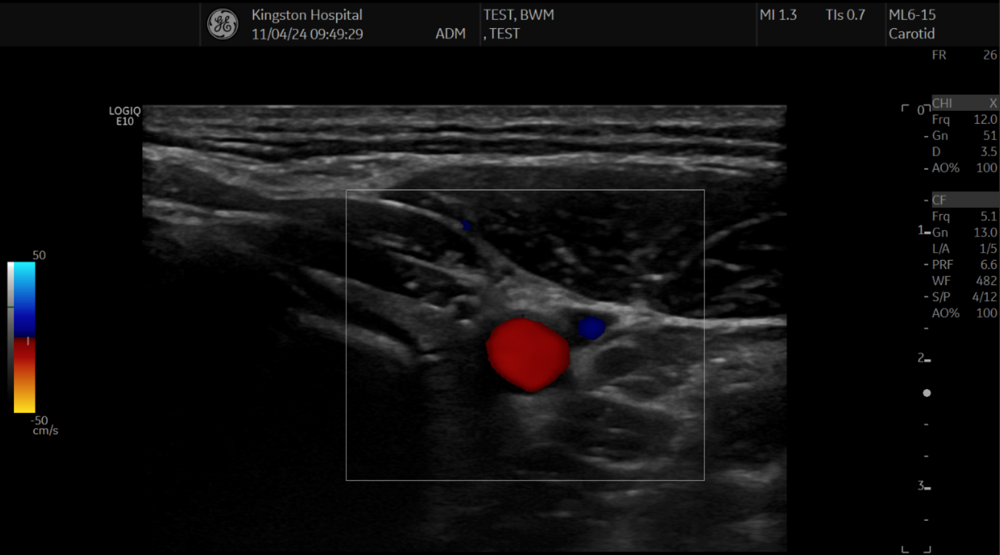 Kingston Hospital
11/04/24 09:49:29 ADM
TEST, BWM
, TEST
MI 1.3 TIs 0.7
ML6-15
Carotid
FR 26
LOGIQ
E10
CHI X
Frq 12.0
Gn 51
D 3.5
AO% 100
CF
Frq 5.1
Gn 13.0
L/A 1/5
PRF 6.6
WF 482
S/P 4/12
AO% 100
0
1
2
3
50
-50
cm/s